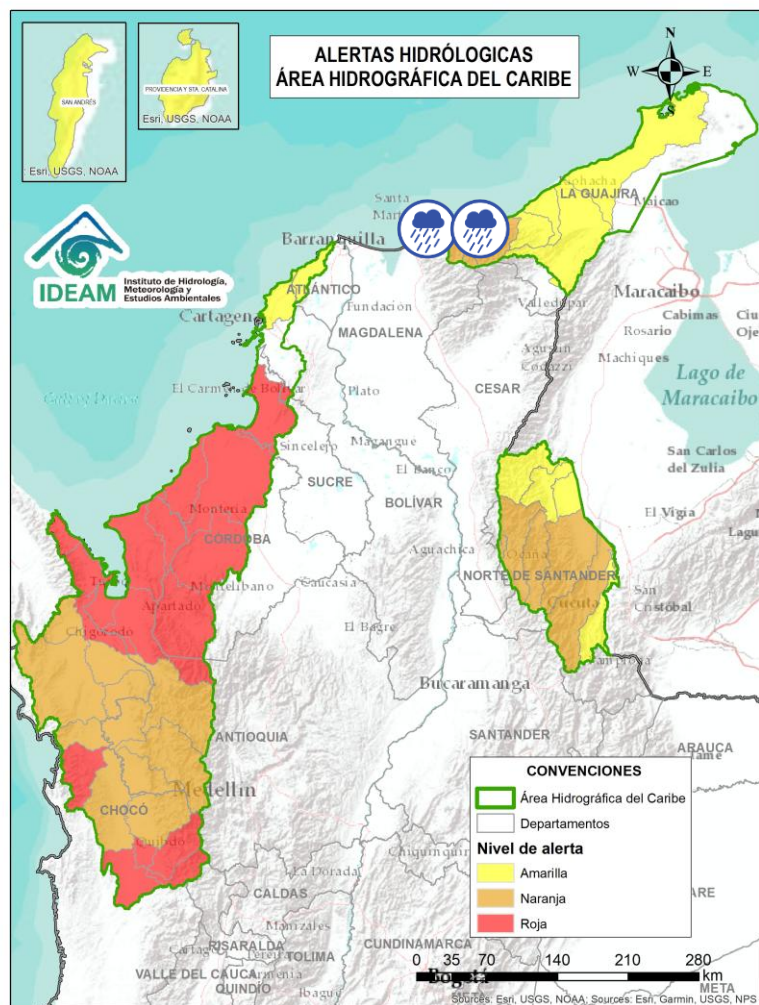 ALERTAS HIDRÓLOGICAS
ÁREA HIDROGRÁFICA DEL CARIBE
SAN ANDRÉS
Esri, USGS, NOAA
PROVIDENCIA Y STA. CATALINA
Esri, USGS, NOAA
N
W
E
S
IDEAM
Instituto de Hidrología,
Meteorología y
Estudios Ambientales
Santa
LA GUAJIRA
Maicao
Barranquilla
ATLÁNTICO
Cartagena
Fundación
MAGDALENA
Valledupar
Maracaibo
Cabimas
Rosario
Machiques
Agustín
Codazzi
CESAR
Lago de
Maracaibo
El Carmen de Bolívar
Plato
Sincelejo
Magangué
SUCRE
El Banco
BOLÍVAR
San Carlos
del Zulia
Montería
CÓRDOBA
Aguachica
Ocaña
El Vigía
NORTE DE SANTANDER
Montelíbano
Caucasia
Apartado
Cúcuta
San
Cristóbal
El Bagre
Chigorodó
Pamplona
Bucaramanga
ANTIOQUIA
SANTANDER
ARAUCA
Medellín
CHOCÓ
Quibdó
CONVENCIONES
Área Hidrográfica del Caribe
Departamentos
Nivel de alerta
Amarilla
Naranja
Roja
La Dorada
CALDAS
Manizales
RISARALDA
Pereira
TOLIMA
CUNDINAMARCA
VALLE DEL CAUCA
Armenia
QUINDÍO
Ibagué
Bogotá
META
0 35 70 140 210 280
km
Sources: Esri, USGS, NOAA; Sources: Esri, Garmin, USGS, NPS